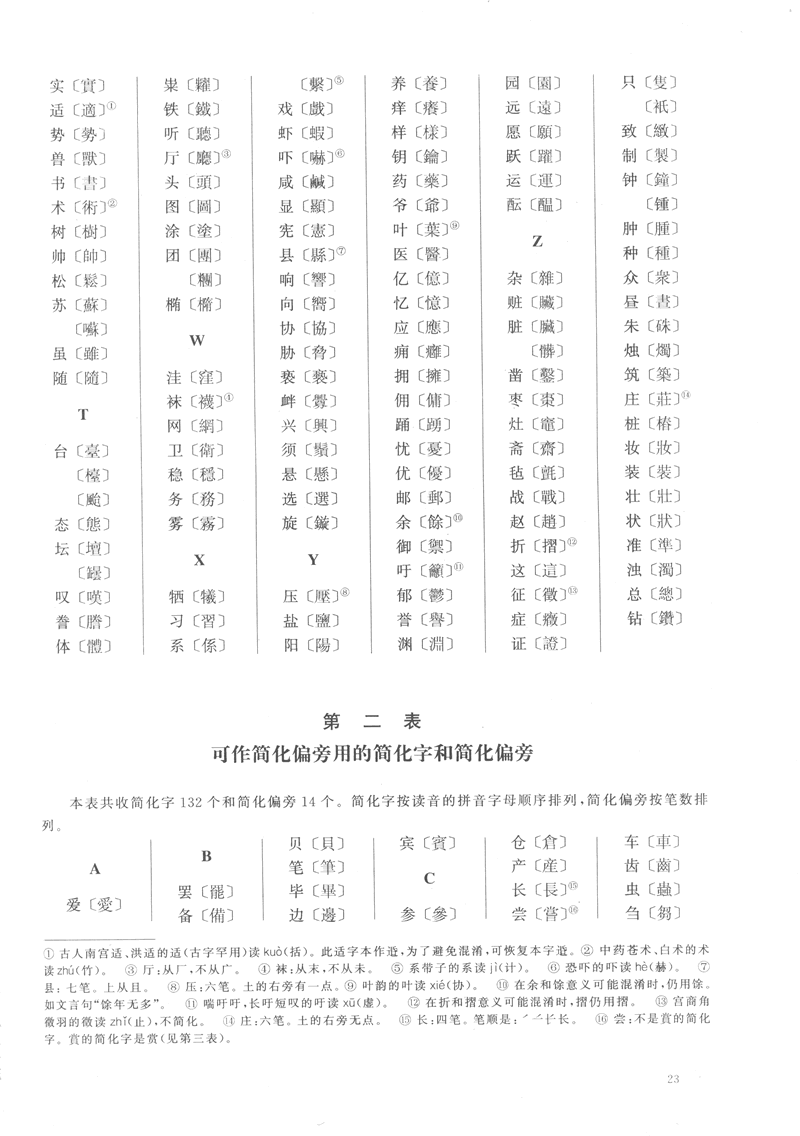 实〔實〕
适〔適〕①
势〔勢〕
兽〔獸〕
书〔書〕
术〔術〕②
树〔樹〕
帅〔帥〕
松〔鬆〕
苏〔蘇〕
〔囌〕
虽〔雖〕
随〔隨〕
T
台〔臺〕
〔檯〕
〔颱〕
态〔態〕
坛〔壇〕
〔罎〕
叹〔嘆〕
誊〔謄〕
体〔體〕
粜〔糶〕
铁〔鐵〕
听〔聽〕
厅〔廳〕③
头〔頭〕
图〔圖〕
涂〔塗〕
团〔團〕
〔糰〕
椭〔橢〕
W
洼〔窪〕
袜〔襪〕④
网〔網〕
卫〔衛〕
稳〔穩〕
务〔務〕
雾〔霧〕
X
牺〔犧〕
习〔習〕
系〔係〕
〔繫〕⑤
戏〔戲〕
虾〔蝦〕
吓〔嚇〕⑥
咸〔鹹〕
显〔顯〕
宪〔憲〕
县〔縣〕⑦
响〔響〕
向〔嚮〕
协〔協〕
胁〔脅〕
亵〔褻〕
衅〔釁〕
兴〔興〕
须〔鬚〕
悬〔懸〕
选〔選〕
旋〔鏇〕
Y
压〔壓〕⑧
盐〔鹽〕
阳〔陽〕
养〔養〕
痒〔癢〕
样〔樣〕
钥〔鑰〕
药〔藥〕
爷〔爺〕
叶〔葉〕⑨
医〔醫〕
亿〔億〕
忆〔憶〕
应〔應〕
痈〔癰〕
拥〔擁〕
佣〔傭〕
踊〔踴〕
忧〔憂〕
优〔優〕
邮〔郵〕
余〔餘〕⑩
御〔禦〕
吁〔籲〕⑪
郁〔鬱〕
誉〔譽〕
渊〔淵〕
园〔園〕
远〔遠〕
愿〔願〕
跃〔躍〕
运〔運〕
酝〔醖〕
Z
杂〔雜〕
赃〔臟〕
脏〔臟〕
〔髒〕
凿〔鑿〕
枣〔棗〕
灶〔竈〕
斋〔齋〕
毡〔氈〕
战〔戰〕
赵〔趙〕
折〔摺〕⑫
这〔這〕
征〔徵〕⑬
症〔癥〕
证〔證〕
只〔隻〕
〔衹〕
致〔緻〕
制〔製〕
钟〔鐘〕
〔鍾〕
肿〔腫〕
种〔種〕
众〔衆〕
昼〔晝〕
朱〔硃〕
烛〔燭〕
筑〔築〕
庄〔莊〕⑭
桩〔樁〕
妆〔妝〕
装〔裝〕
壮〔壯〕
状〔狀〕
准〔準〕
浊〔濁〕
总〔總〕
钻〔鑽〕
第 二 表
可作简化偏旁用的简化字和简化偏旁
本表共收简化字 132 个和简化偏旁 14 个。简化字按读音的拼音字母顺序排列,简化偏旁按笔数排
列。
A
爱〔愛〕
B
罢〔罷〕
备〔備〕
贝〔貝〕
笔〔筆〕
毕〔畢〕
边〔邊〕
宾〔賓〕
C
参〔參〕
仓〔倉〕
产〔産〕
长〔長〕⑮
尝〔嘗〕⑯
车〔車〕
齿〔齒〕
虫〔蟲〕
刍〔芻〕
① 古人南宫适、洪适的适(古字罕用)读 kuò(括)。此适字本作䢩,为了避免混淆,可恢复本字䢩。② 中药苍术、白术的术
读 zhú(竹)。 ③ 厅:从厂,不从广。 ④ 袜:从末,不从未。 ⑤ 系带子的系读 jì(计)。 ⑥ 恐吓的吓读 hè(赫)。 ⑦
县:七笔。上从且。 ⑧ 压:六笔。土的右旁有一点。 ⑨ 叶韵的叶读 xié(协)。 ⑩ 在余和馀意义可能混淆时,仍用馀。
如文言句“馀年无多”。 ⑪ 喘吁吁,长吁短叹的吁读 xū(虚)。 ⑫ 在折和摺意义可能混淆时,摺仍用摺。 ⑬ 宫商角
徵羽的徵读 zhǐ(止),不简化。 ⑭ 庄:六笔。土的右旁无点。 ⑮ 长:四笔。笔顺是:㇒一𠄌长。 ⑯ 尝:不是賞的简化
字。賞的简化字是赏(见第三表)。
23